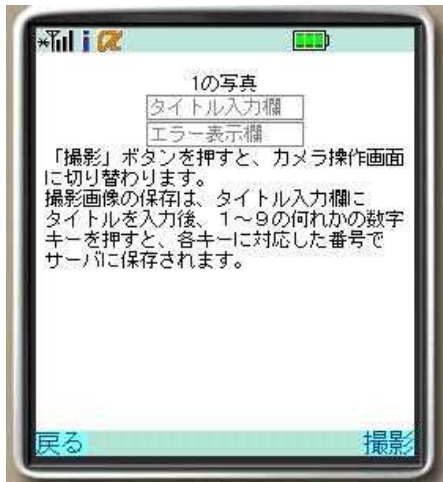 i α
1の写真
タイトル入力欄
エラー表示欄
「撮影」ボタンを押すと、カメラ操作画面
に切り替わります。
撮影画像の保存は、タイトル入力欄に
タイトルを入力後、1～9の何れかの数字
キーを押すと、各キーに対応した番号で
サーバに保存されます。
戻る 撮影